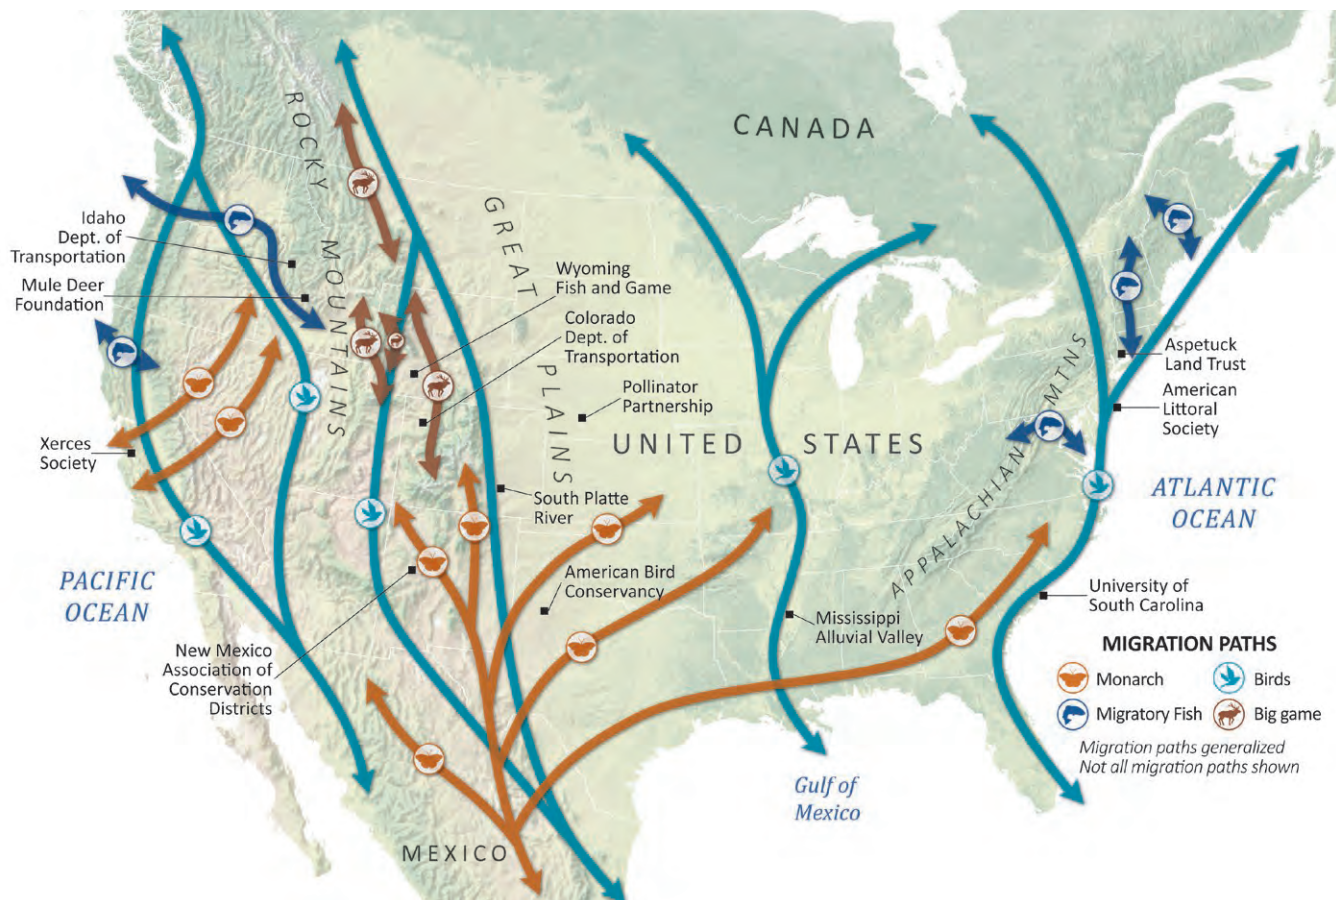 CANADA
ROCKY MOUNTAINS
GREAT PLAINS
Idaho
Dept. of
Transportation
Mule Deer
Foundation
Wyoming
Fish and Game
Colorado
Dept. of
Transportation
Pollinator
Partnership
UNITED STATES
APPALACHIAN MTNS
Aspetuck
Land Trust
American
Littoral
Society
Xerces
Society
South Platte
River
ATLANTIC
OCEAN
PACIFIC
OCEAN
American Bird
Conservancy
Mississippi
Alluvial Valley
University of
South Carolina
New Mexico
Association of
Conservation
Districts
MIGRATION PATHS
Monarch
Birds
Migratory Fish
Big game
Migration paths generalized
Not all migration paths shown
Gulf of
Mexico
MEXICO